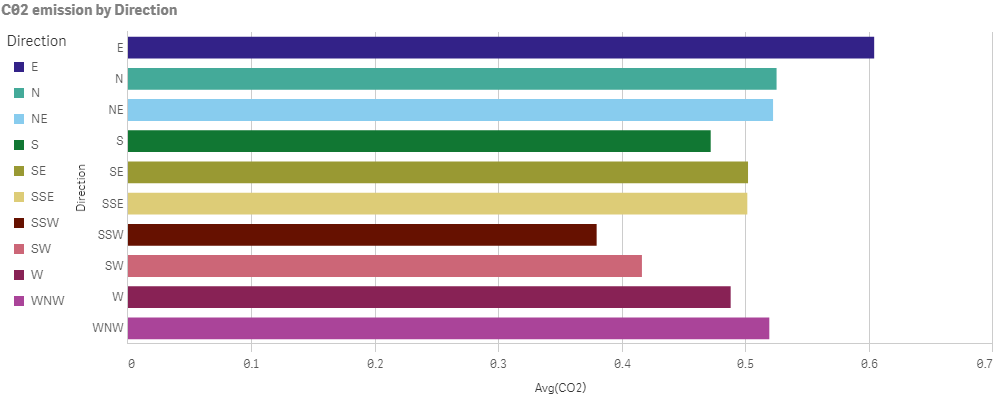 C02 emission by Direction
Direction
E
N
NE
S
SE
SSE
SSW
SW
W
WNW
Direction
E
N
NE
S
SE
SSE
SSW
SW
W
WNW
0 0.1 0.2 0.3 0.4 0.5 0.6 0.7
Avg(CO2)